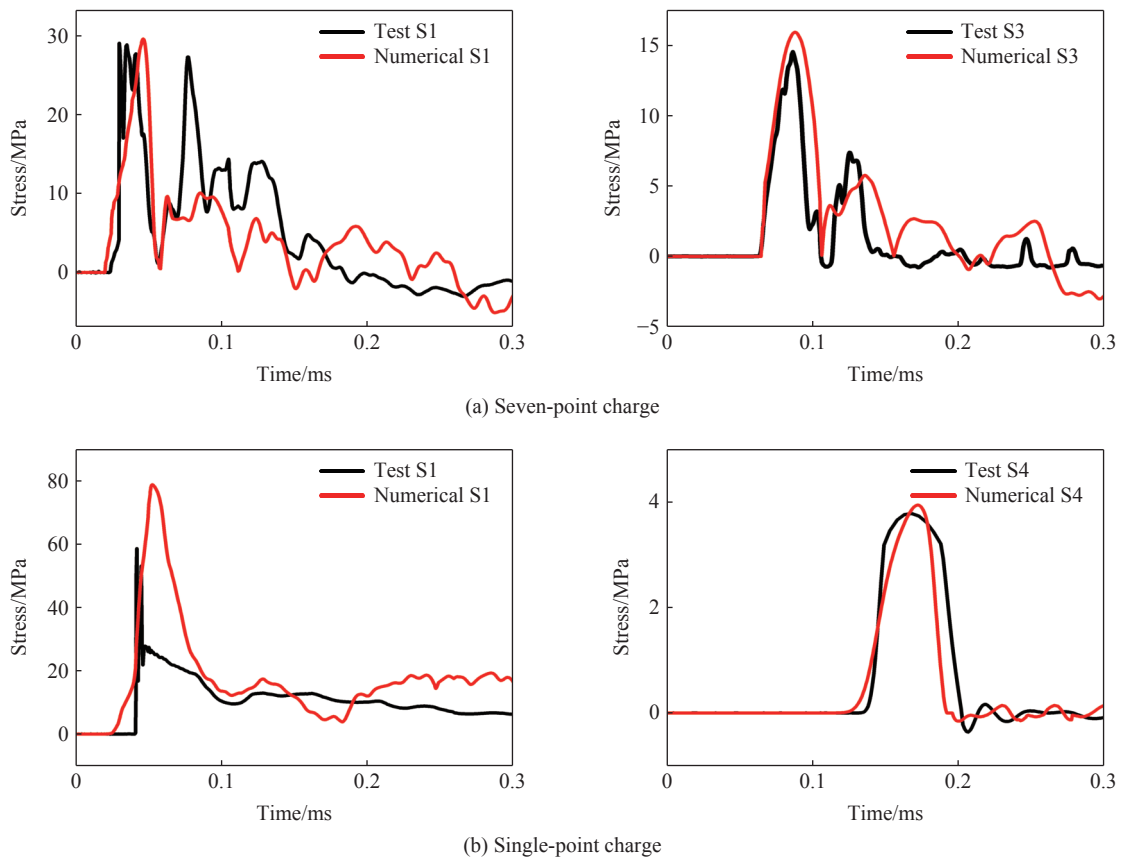 Test S1
Numerical S1
Stress/MPa
30
20
10
0
0
0.1
0.2
0.3
Time/ms
Test S3
Numerical S3
Stress/MPa
15
10
5
0
−5
0
0.1
0.2
0.3
Time/ms
(a) Seven-point charge
Test S1
Numerical S1
Stress/MPa
80
60
40
20
0
0
0.1
0.2
0.3
Time/ms
Test S4
Numerical S4
Stress/MPa
4
2
0
0
0.1
0.2
0.3
Time/ms
(b) Single-point charge